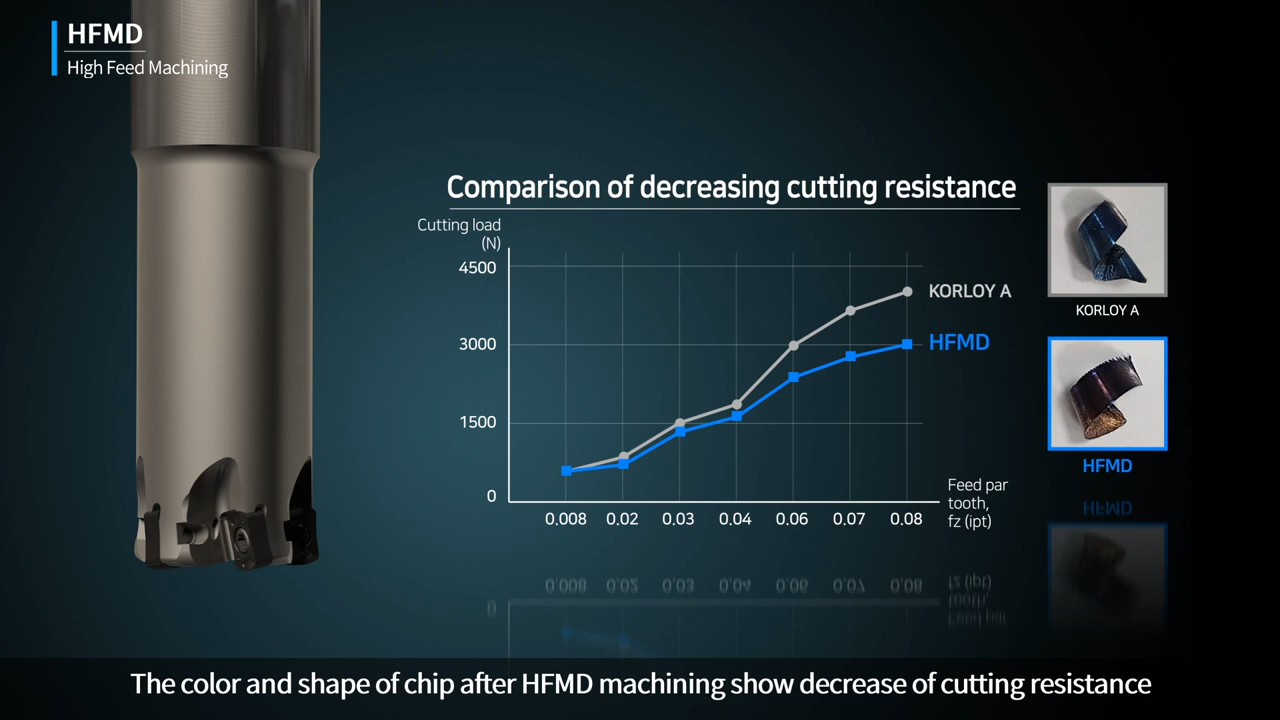 HFMD
High Feed Machining
Comparison of decreasing cutting resistance
Cutting load
(N)
4500
3000
1500
0
KORLOY A
HFMD
0.008 0.02 0.03 0.04 0.06 0.07 0.08
Feed par
tooth,
fz (ipt)
KORLOY A
HFMD
The color and shape of chip after HFMD machining show decrease of cutting resistance